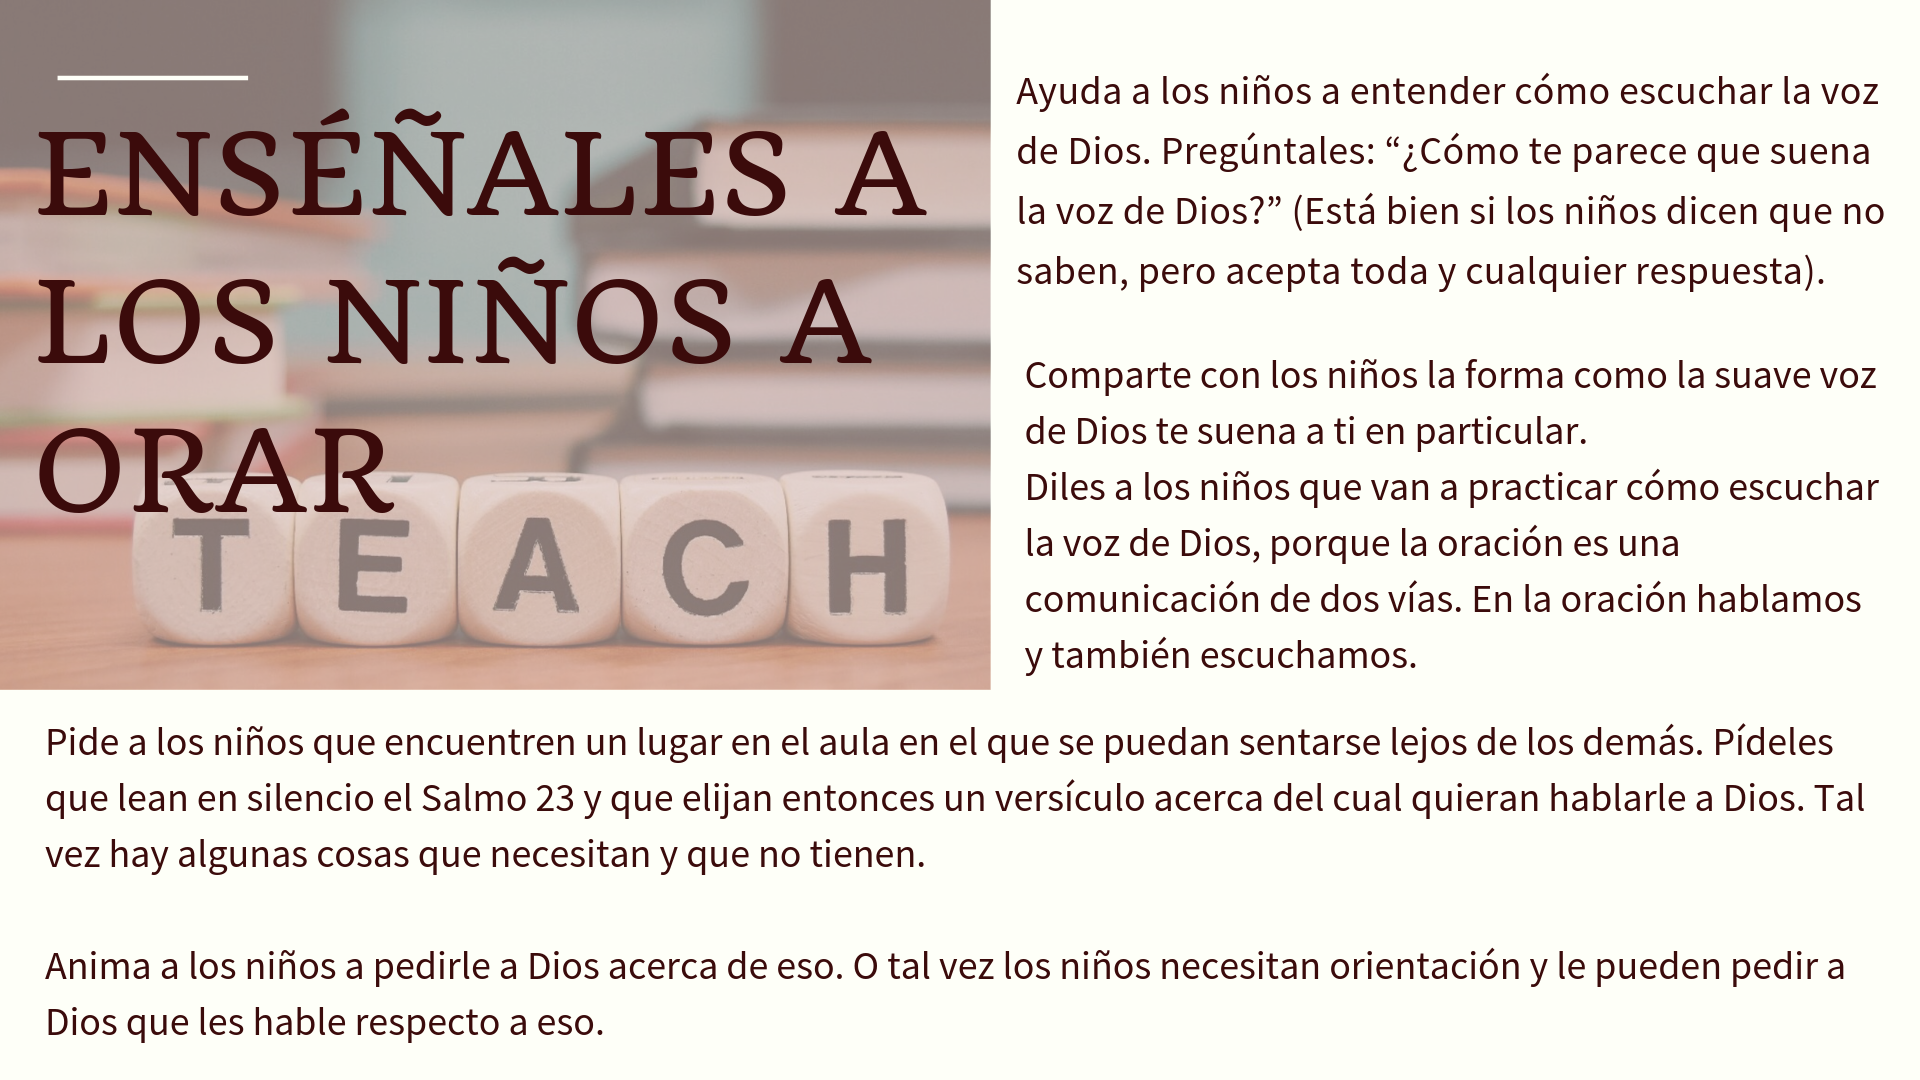 ENSÉÑALES A
LOS NIÑOS A
ORAR
TEACH
Ayuda a los niños a entender cómo escuchar la voz
de Dios. Pregúntales: “¿Cómo te parece que suena
la voz de Dios?” (Está bien si los niños dicen que no
saben, pero acepta toda y cualquier respuesta).
Comparte con los niños la forma como la suave voz
de Dios te suena a ti en particular.
Diles a los niños que van a practicar cómo escuchar
la voz de Dios, porque la oración es una
comunicación de dos vías. En la oración hablamos
y también escuchamos.
Pide a los niños que encuentren un lugar en el aula en el que se puedan sentarse lejos de los demás. Pídeles
que lean en silencio el Salmo 23 y que elijan entonces un versículo acerca del cual quieran hablarle a Dios. Tal
vez hay algunas cosas que necesitan y que no tienen.
Anima a los niños a pedirle a Dios acerca de eso. O tal vez los niños necesitan orientación y le pueden pedir a
Dios que les hable respecto a eso.